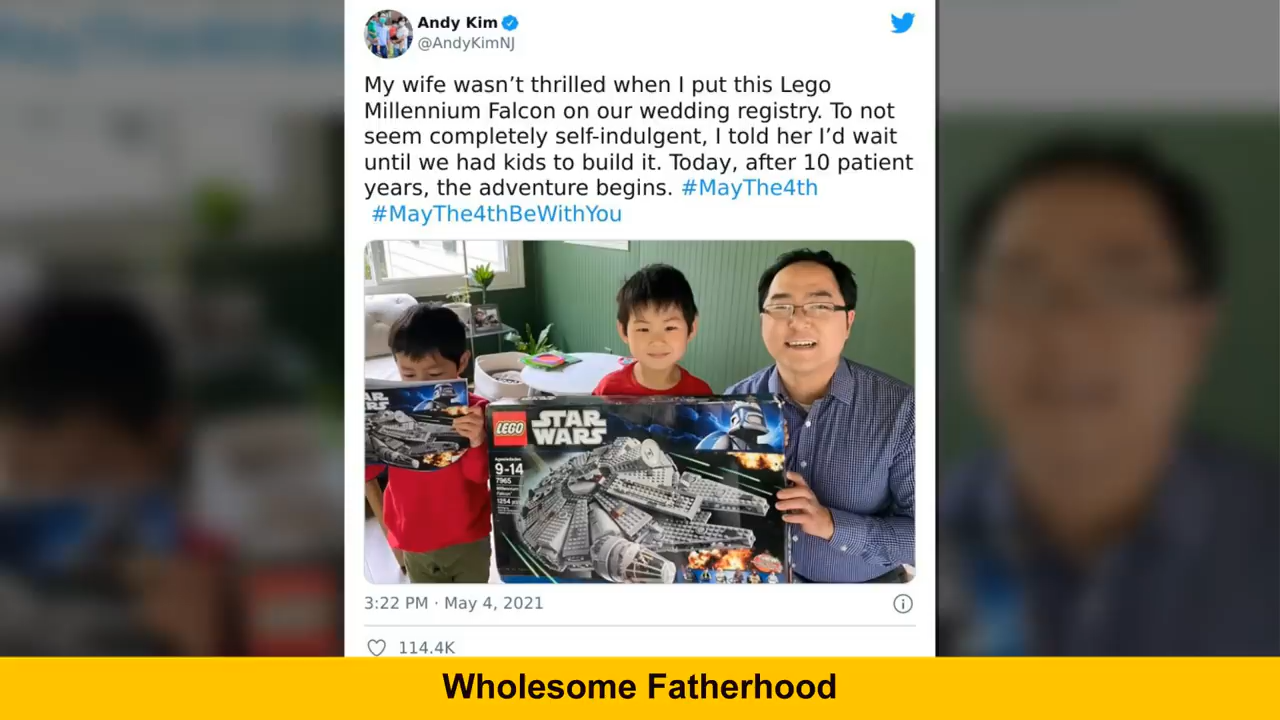 Andy Kim
@AndyKimNJ
My wife wasn’t thrilled when I put this Lego
Millennium Falcon on our wedding registry. To not
seem completely self-indulgent, I told her I’d wait
until we had kids to build it. Today, after 10 patient
years, the adventure begins. #MayThe4th
#MayThe4thBeWithYou
LEGO STAR WARS
9-14
7965
3:22 PM · May 4, 2021
114.4K
Wholesome Fatherhood